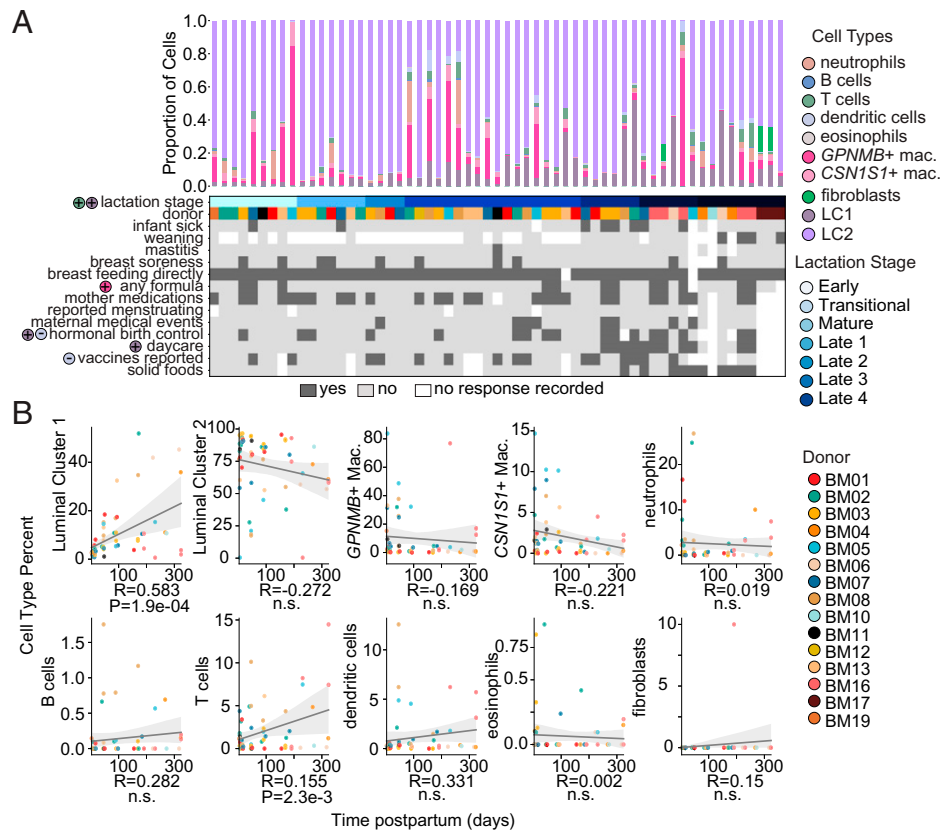 A
Proportion of Cells
1.0
0.8
0.6
0.4
0.2
0.0
Cell Types
neutrophils
B cells
T cells
dendritic cells
eosinophils
GPNMB+ mac.
CSN1S1+ mac.
fibroblasts
LC1
LC2
lactation stage
donor
infant sick
weaning
mastitis
breast soreness
breast feeding directly
any formula
mother medications
reported menstruating
maternal medical events
hormonal birth control
daycare
vaccines reported
solid foods
yes
no
no response recorded
Lactation Stage
Early
Transitional
Mature
Late 1
Late 2
Late 3
Late 4
B
Cell Type Percent
Luminal Cluster 1
40
20
0
100
300
R=0.583
P=1.9e-04
Luminal Cluster 2
100
75
50
25
0
100
300
R=-0.272
n.s.
GPNMB+ Mac.
80
60
40
20
0
100
300
R=-0.169
n.s.
CSN1S1+ Mac.
15
10
5
0
100
300
R=-0.221
n.s.
neutrophils
20
10
0
100
300
R=0.019
n.s.
B cells
1.5
1.0
0.5
0.0
100
300
R=0.282
n.s.
T cells
15
10
5
0
100
300
R=0.155
P=2.3e-3
dendritic cells
12
8
4
0
100
300
R=0.331
n.s.
eosinophils
0.75
0.5
0.25
0.0
100
300
R=0.002
n.s.
fibroblasts
10
5
0
100
300
R=0.15
n.s.
Time postpartum (days)
Donor
BM01
BM02
BM03
BM04
BM05
BM06
BM07
BM08
BM10
BM11
BM12
BM13
BM16
BM17
BM19